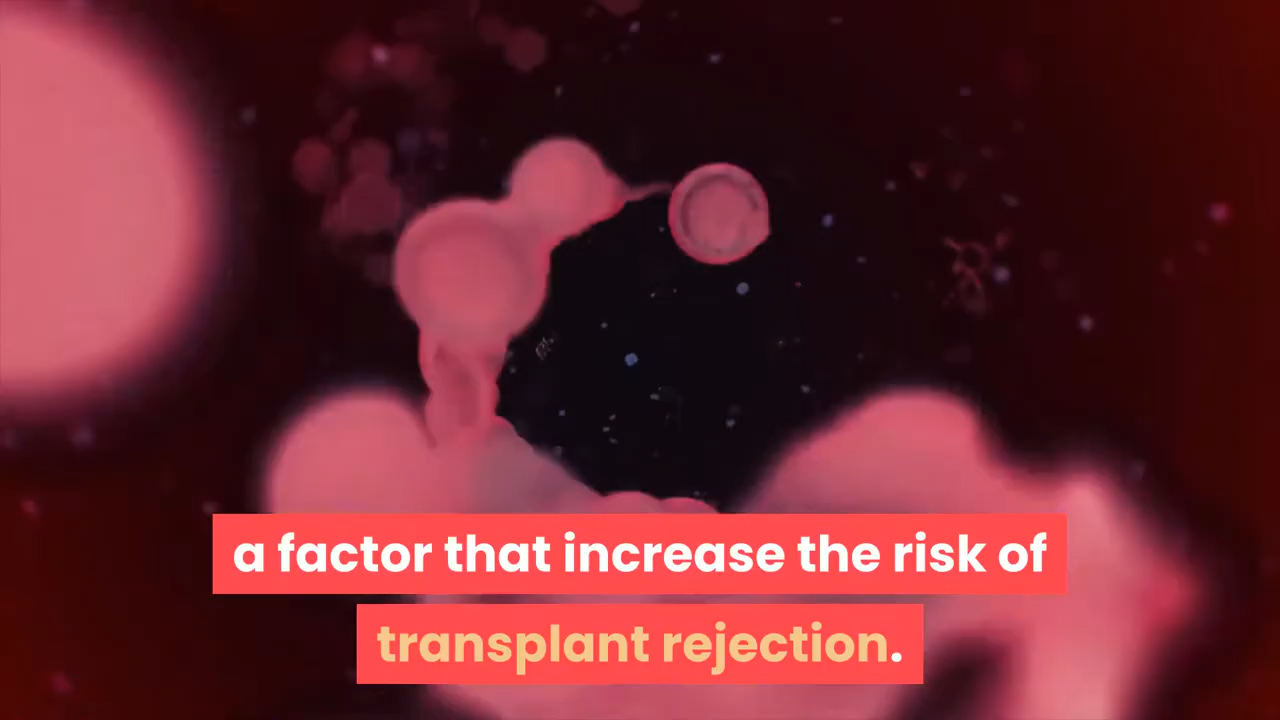 a factor that increase the risk of
transplant rejection.